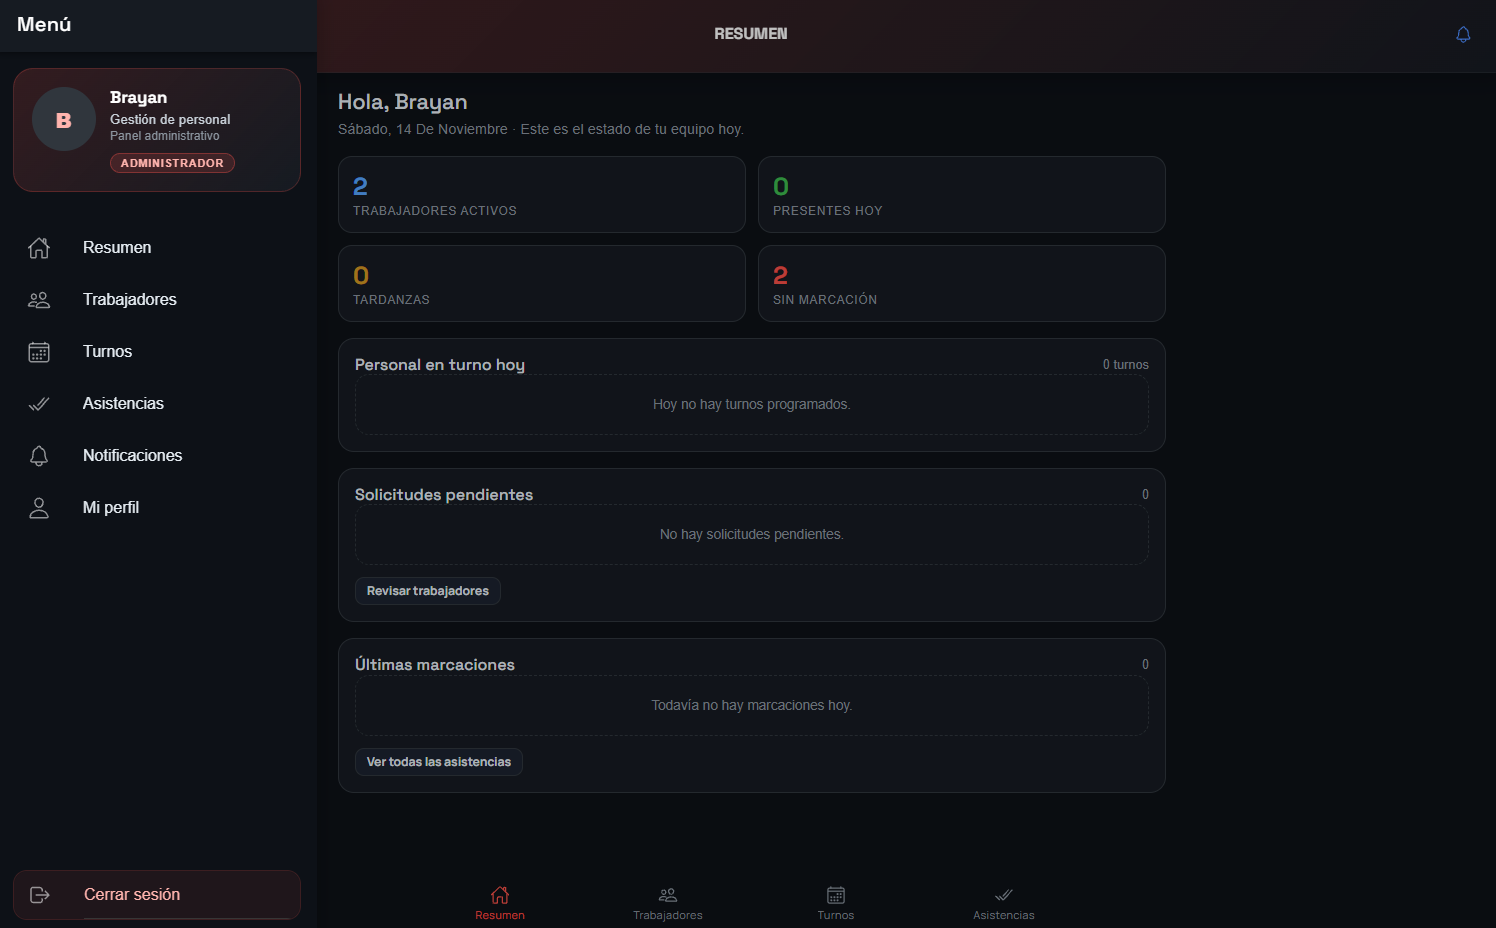 Menú
B
Brayan
Gestión de personal
Panel administrativo
ADMINISTRADOR
Resumen
Trabajadores
Turnos
Asistencias
Notificaciones
Mi perfil
Cerrar sesión
RESUMEN
Hola, Brayan
Sábado, 14 De Noviembre · Este es el estado de tu equipo hoy.
2
TRABAJADORES ACTIVOS
0
PRESENTES HOY
0
TARDANZAS
2
SIN MARCACIÓN
Personal en turno hoy
0 turnos
Hoy no hay turnos programados.
Solicitudes pendientes
0
No hay solicitudes pendientes.
Revisar trabajadores
Últimas marcaciones
0
Todavía no hay marcaciones hoy.
Ver todas las asistencias
Resumen
Trabajadores
Turnos
Asistencias